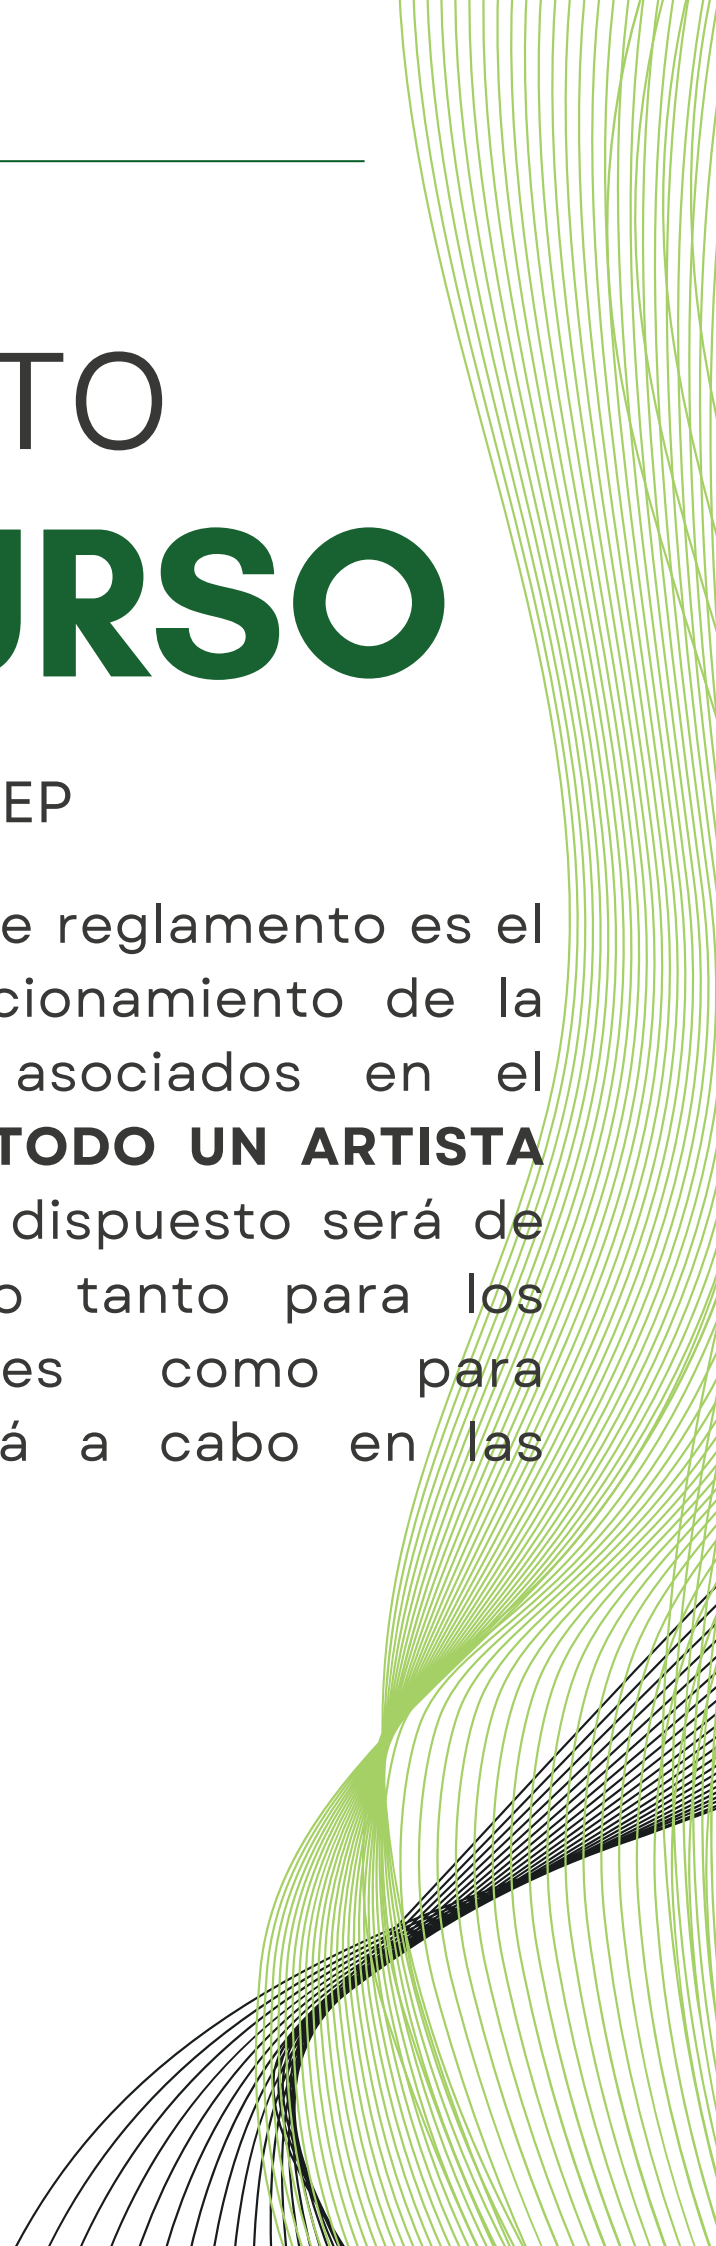 TO
URSO
EP
e reglamento es el
cionamiento de la
asociados en el
TODO UN ARTISTA
dispuesto será de
o tanto para los
es como para
á a cabo en las